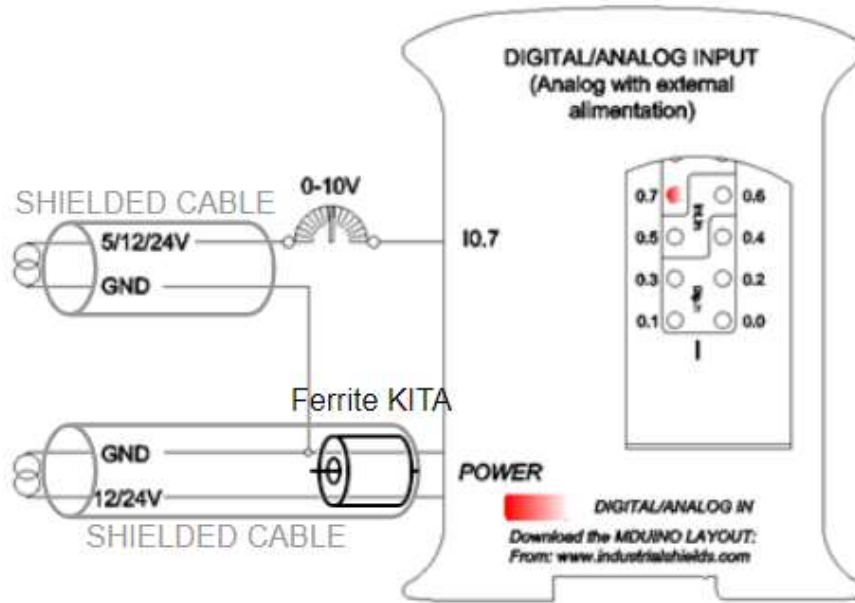 DIGITAL/ANALOG INPUT
(Analog with external
alimentation)
0-10V
SHIELDED CABLE
5/12/24V
I0.7
GND
0.7
0.6
0.5
0.4
0.3
0.2
0.1
0.0
I
Ferrite KITA
GND
POWER
12/24V
DIGITAL/ANALOG IN
SHIELDED CABLE
Download the MDUINO LAYOUT:
From: www.industrialshields.com